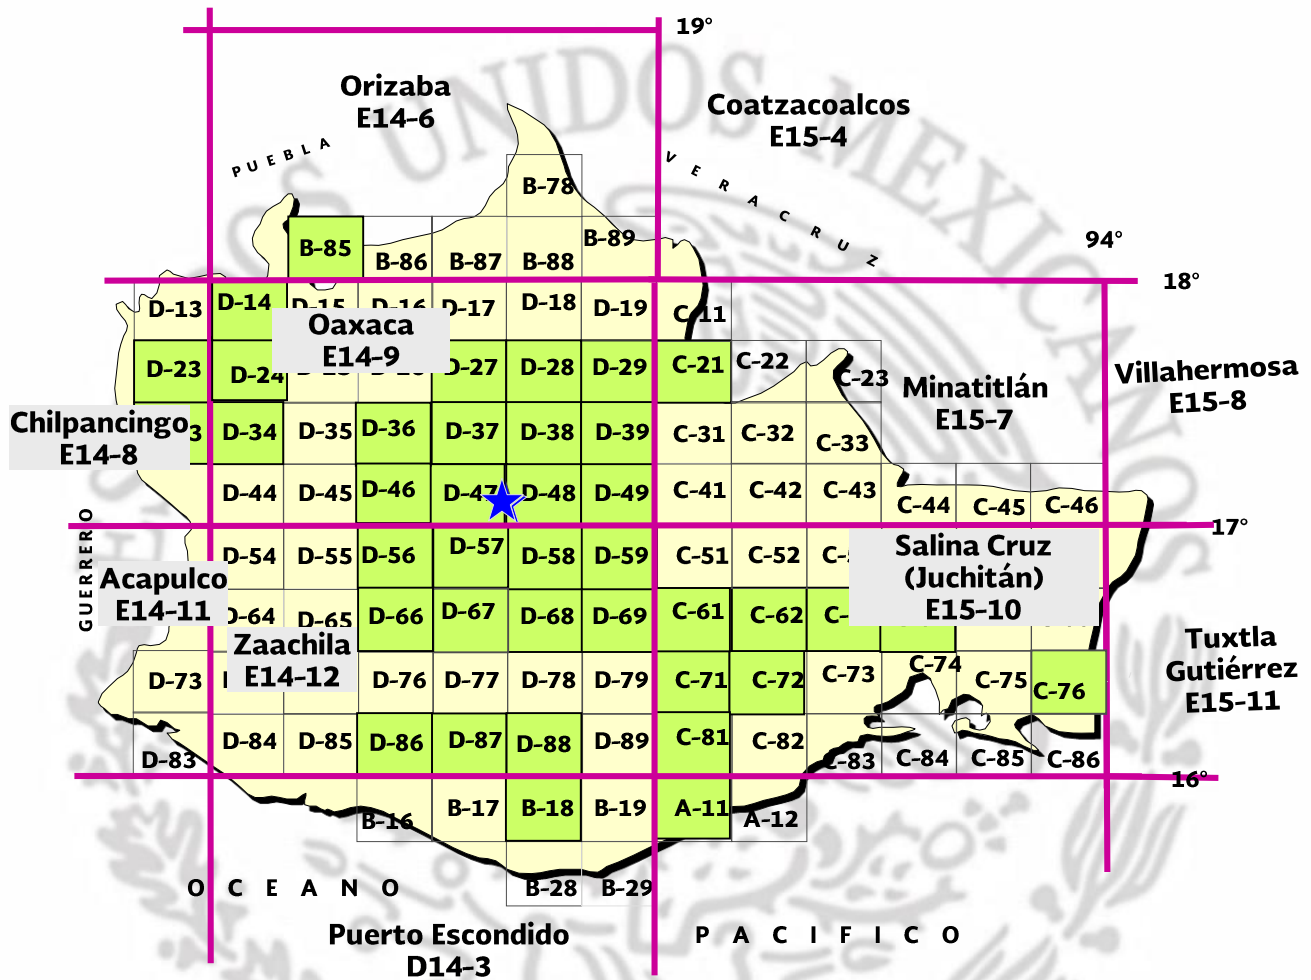 19°
Orizaba
E14-6
Coatzacoalcos
E15-4
UNIDOS MEXICANOS
PUEBLA
VERACRUZ
B-78
B-85
B-86
B-87
B-88
B-89
94°
18°
D-13
D-14
D-15
D-16
D-17
D-18
D-19
C-11
Oaxaca
E14-9
D-23
D-24
D-27
D-28
D-29
C-21
C-22
C-23
Minatitlán
E15-7
Villahermosa
E15-8
Chilpancingo
E14-8
D-34
D-35
D-36
D-37
D-38
D-39
C-31
C-32
C-33
D-44
D-45
D-46
D-47
D-48
D-49
C-41
C-42
C-43
C-44
C-45
C-46
17°
GUERRERO
D-54
D-55
D-56
D-57
D-58
D-59
C-51
C-52
Salina Cruz
(Juchitán)
E15-10
Acapulco
E14-11
D-64
D-65
D-66
D-67
D-68
D-69
C-61
C-62
Zaachila
E14-12
Tuxtla
Gutiérrez
E15-11
D-73
D-76
D-77
D-78
D-79
C-71
C-72
C-73
C-74
C-75
C-76
D-83
D-84
D-85
D-86
D-87
D-88
D-89
C-81
C-82
C-83
C-84
C-85
C-86
16°
B-16
B-17
B-18
B-19
A-11
A-12
B-28
B-29
OCEANO
PACIFICO
Puerto Escondido
D14-3